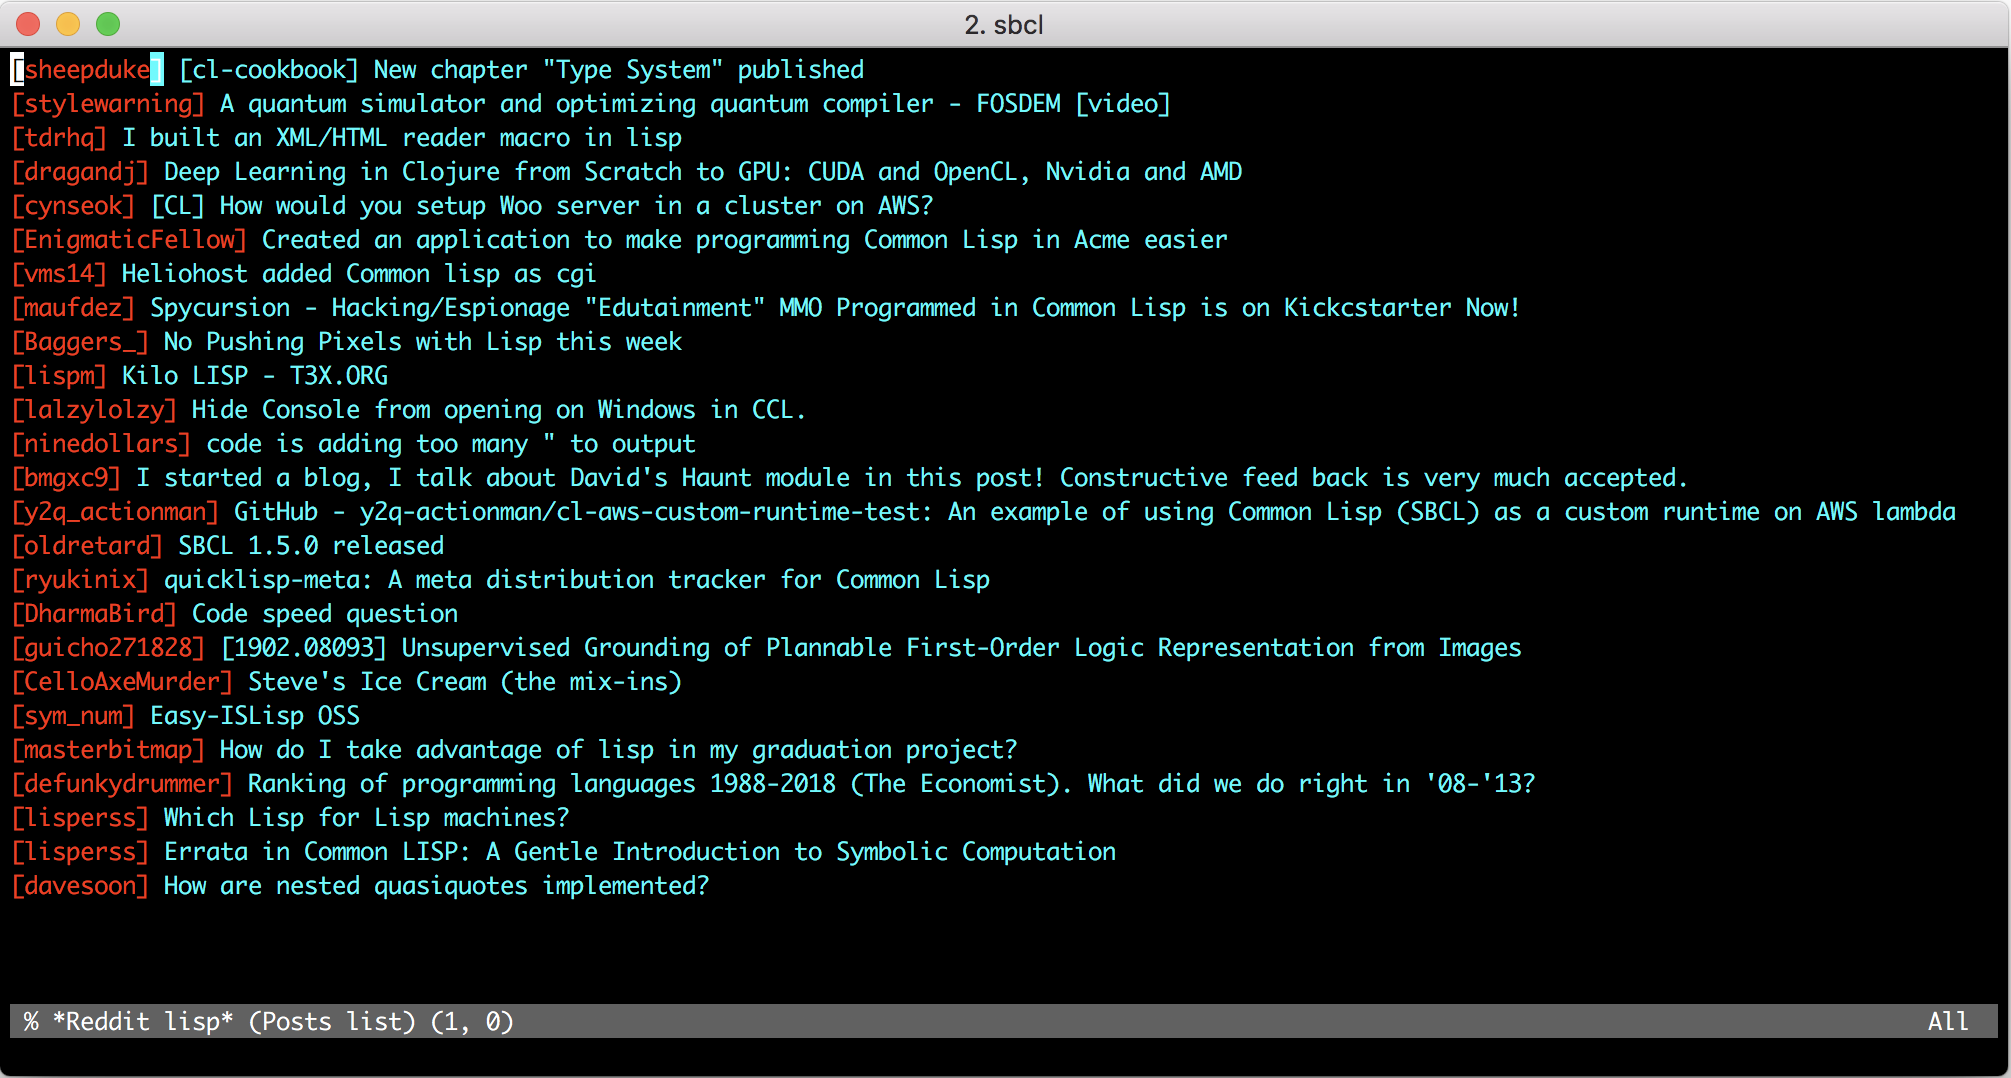 2. sbcl
[sheepduke] [cl-cookbook] New chapter "Type System" published
[stylewarning] A quantum simulator and optimizing quantum compiler - FOSDEM [video]
[tdrhq] I built an XML/HTML reader macro in lisp
[dragandj] Deep Learning in Clojure from Scratch to GPU: CUDA and OpenCL, Nvidia and AMD
[cynseok] [CL] How would you setup Woo server in a cluster on AWS?
[EnigmaticFellow] Created an application to make programming Common Lisp in Acme easier
[vms14] Heliohost added Common lisp as cgi
[maufdez] Spycursion - Hacking/Espionage "Edutainment" MMO Programmed in Common Lisp is on Kickcstarter Now!
[Baggers_] No Pushing Pixels with Lisp this week
[lispm] Kilo LISP - T3X.ORG
[lalzylolzy] Hide Console from opening on Windows in CCL.
[ninedollars] code is adding too many " to output
[bmgxc9] I started a blog, I talk about David's Haunt module in this post! Constructive feed back is very much accepted.
[y2q_actionman] GitHub - y2q-actionman/cl-aws-custom-runtime-test: An example of using Common Lisp (SBCL) as a custom runtime on AWS lambda
[oldretard] SBCL 1.5.0 released
[ryukinix] quicklisp-meta: A meta distribution tracker for Common Lisp
[DharmaBird] Code speed question
[guicho271828] [1902.08093] Unsupervised Grounding of Plannable First-Order Logic Representation from Images
[CelloAxeMurder] Steve's Ice Cream (the mix-ins)
[sym_num] Easy-ISLisp OSS
[masterbitmap] How do I take advantage of lisp in my graduation project?
[defunkydrummer] Ranking of programming languages 1988-2018 (The Economist). What did we do right in '08-'13?
[lisperss] Which Lisp for Lisp machines?
[lisperss] Errata in Common LISP: A Gentle Introduction to Symbolic Computation
[davesoon] How are nested quasiquotes implemented?
% *Reddit lisp* (Posts list) (1, 0) All